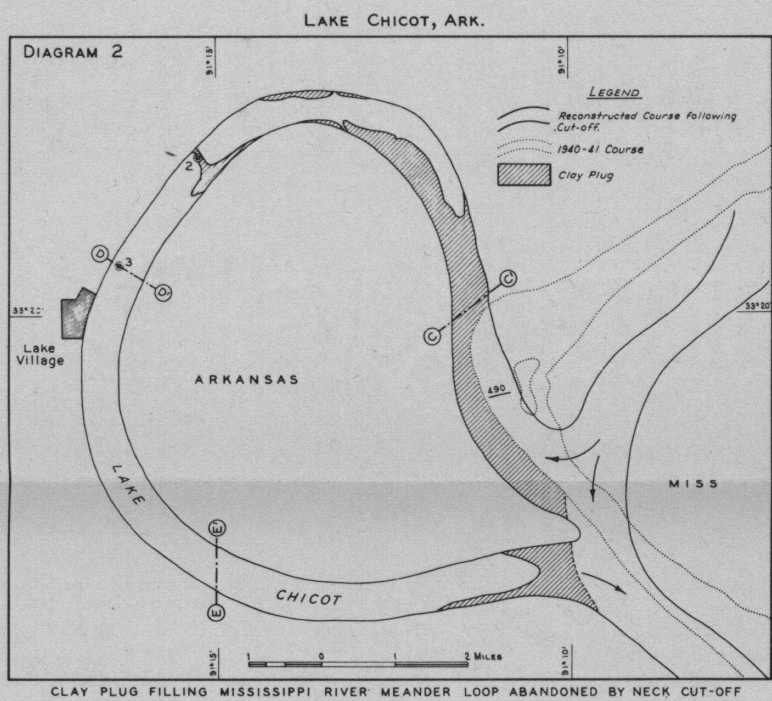 LAKE CHICOT, ARK.
DIAGRAM 2
91°15'
91°10'
LEGEND
Reconstructed Course following
Cut-off.
1940-41 Course
Clay Plug
2
D
3
D'
C'
C
33°20'
33°20'
Lake
Village
ARKANSAS
490
MISS
LAKE
E'
CHICOT
E
91°15'
91°10'
1 0 1 2 MILES
CLAY PLUG FILLING MISSISSIPPI RIVER MEANDER LOOP ABANDONED BY NECK CUT-OFF